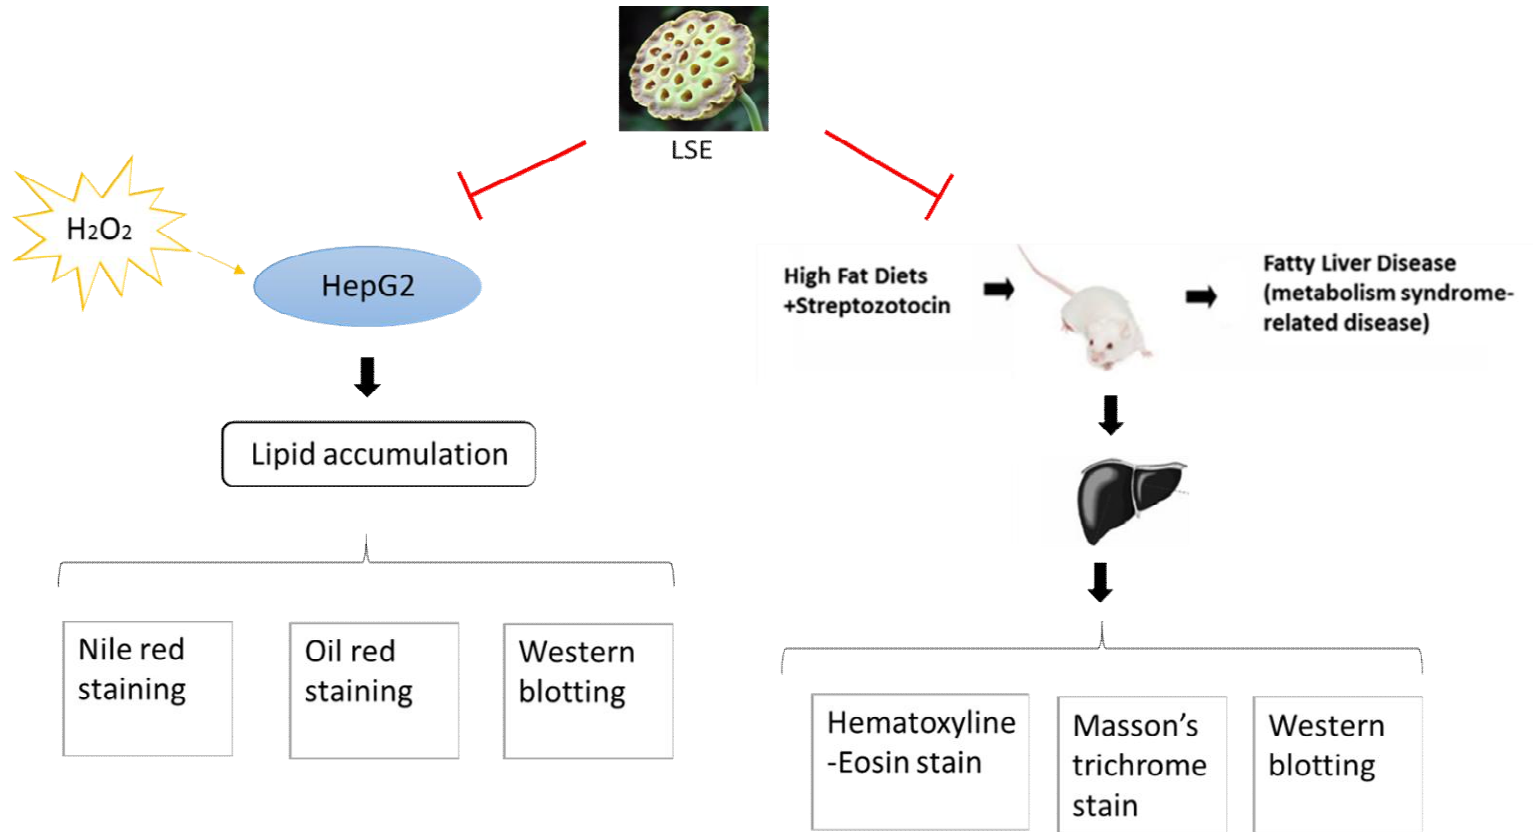 LSE
H₂O₂
HepG2
Lipid accumulation
Nile red
staining
Oil red
staining
Western
blotting
High Fat Diets
+Streptozotocin
Fatty Liver Disease
(metabolism syndrome-
related disease)
Hematoxyline
-Eosin stain
Masson’s
trichrome
stain
Western
blotting